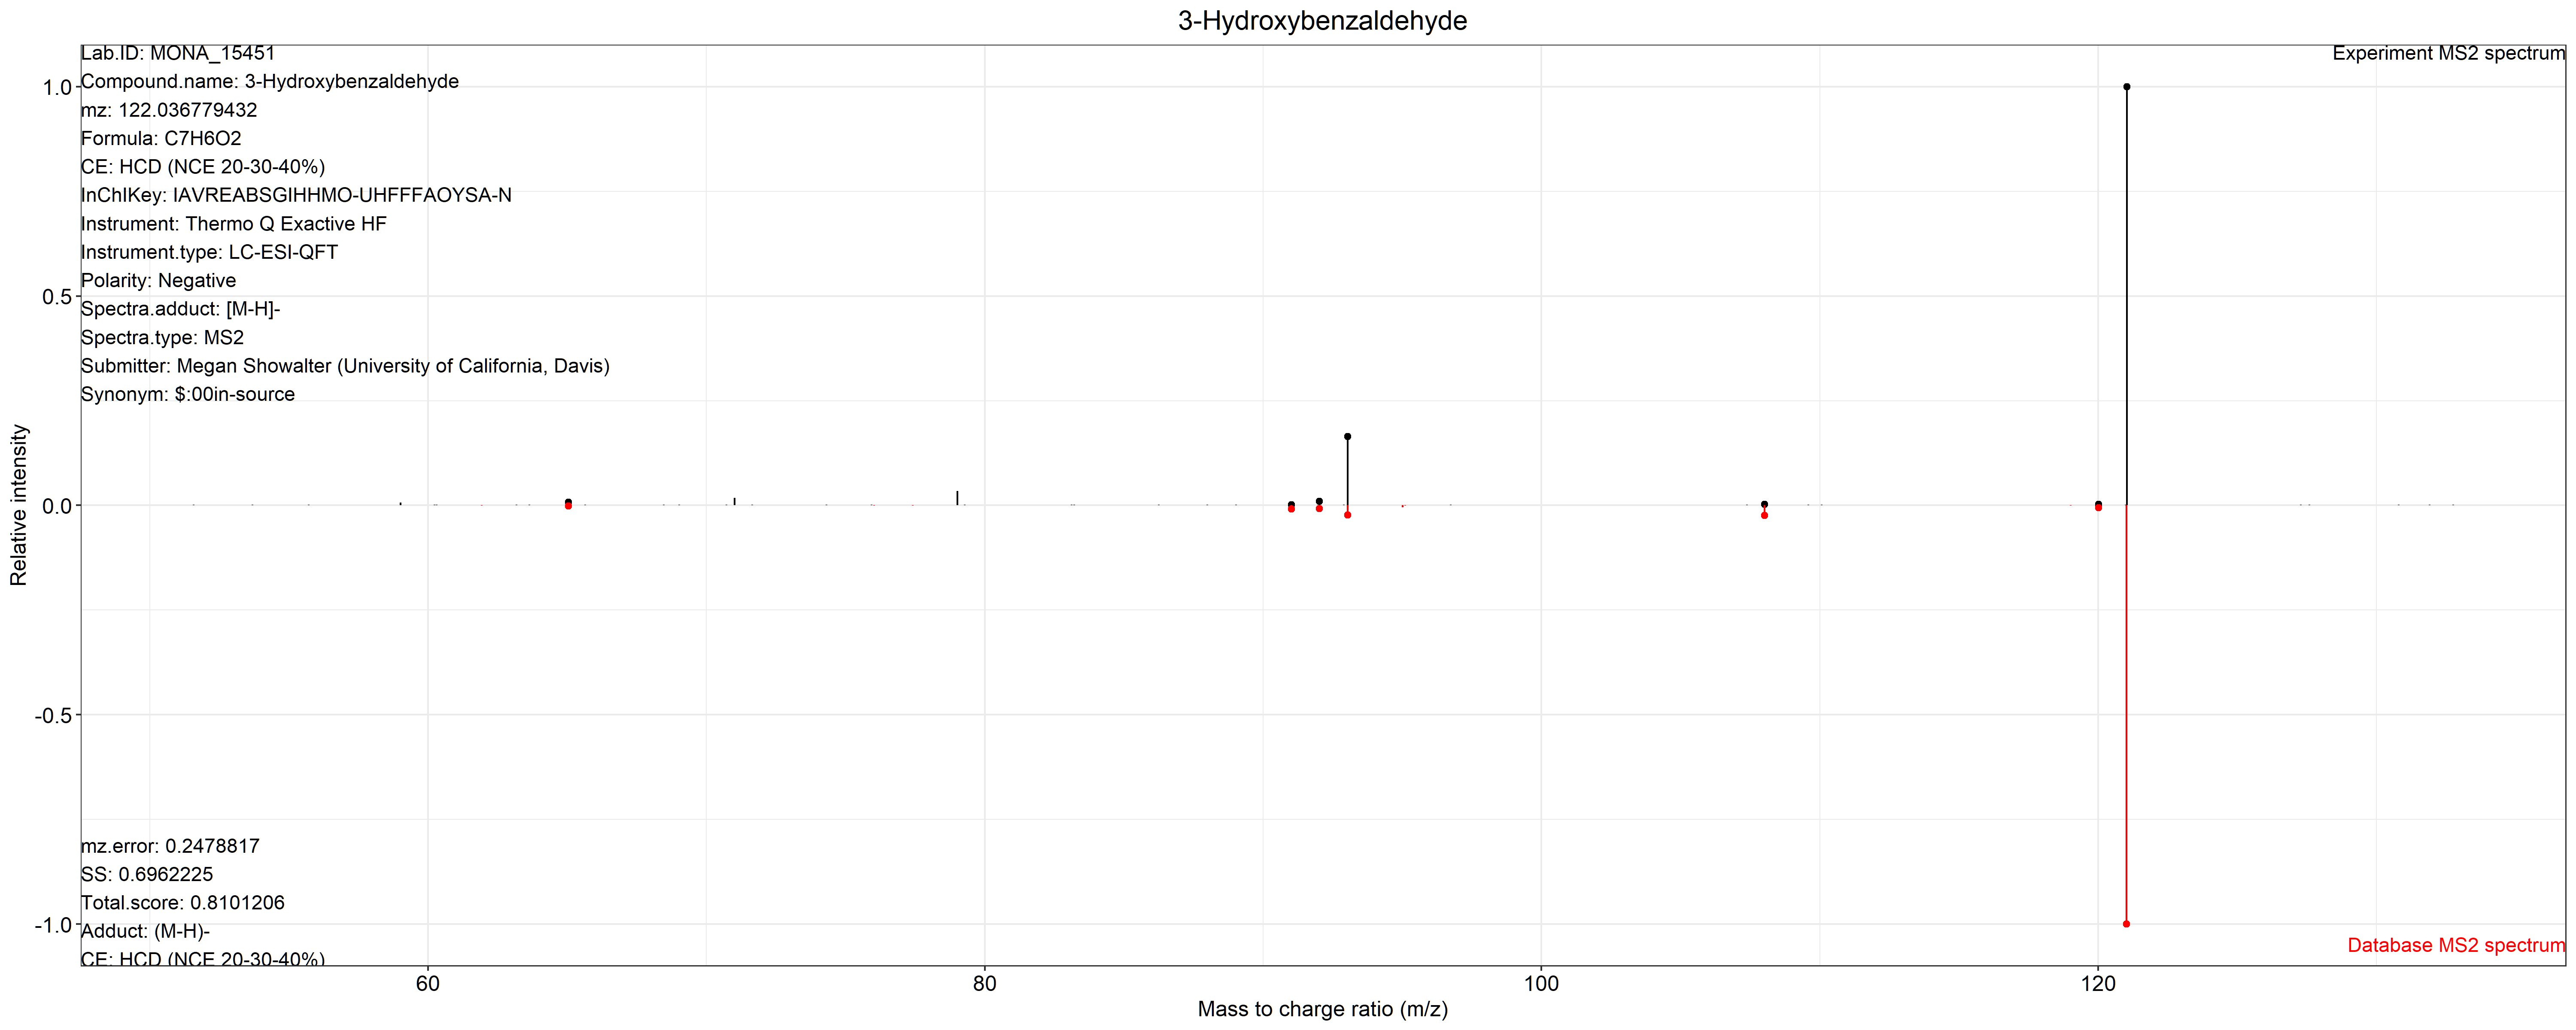 3-Hydroxybenzaldehyde
Lab.ID: MONA_15451
Experiment MS2 spectrum
Compound.name: 3-Hydroxybenzaldehyde
mz: 122.036779432
Formula: C7H6O2
CE: HCD (NCE 20-30-40%)
InChIKey: IAVREABSGIHHMO-UHFFFAOYSA-N
Instrument: Thermo Q Exactive HF
Instrument.type: LC-ESI-QFT
Polarity: Negative
Spectra.adduct: [M-H]-
Spectra.type: MS2
Submitter: Megan Showalter (University of California, Davis)
Synonym: $:00in-source
1.0
0.5
0.0
-0.5
-1.0
Relative intensity
mz.error: 0.2478817
SS: 0.6962225
Total.score: 0.8101206
Adduct: (M-H)-
CE: HCD (NCE 20-30-40%)
Database MS2 spectrum
60
80
100
120
Mass to charge ratio (m/z)